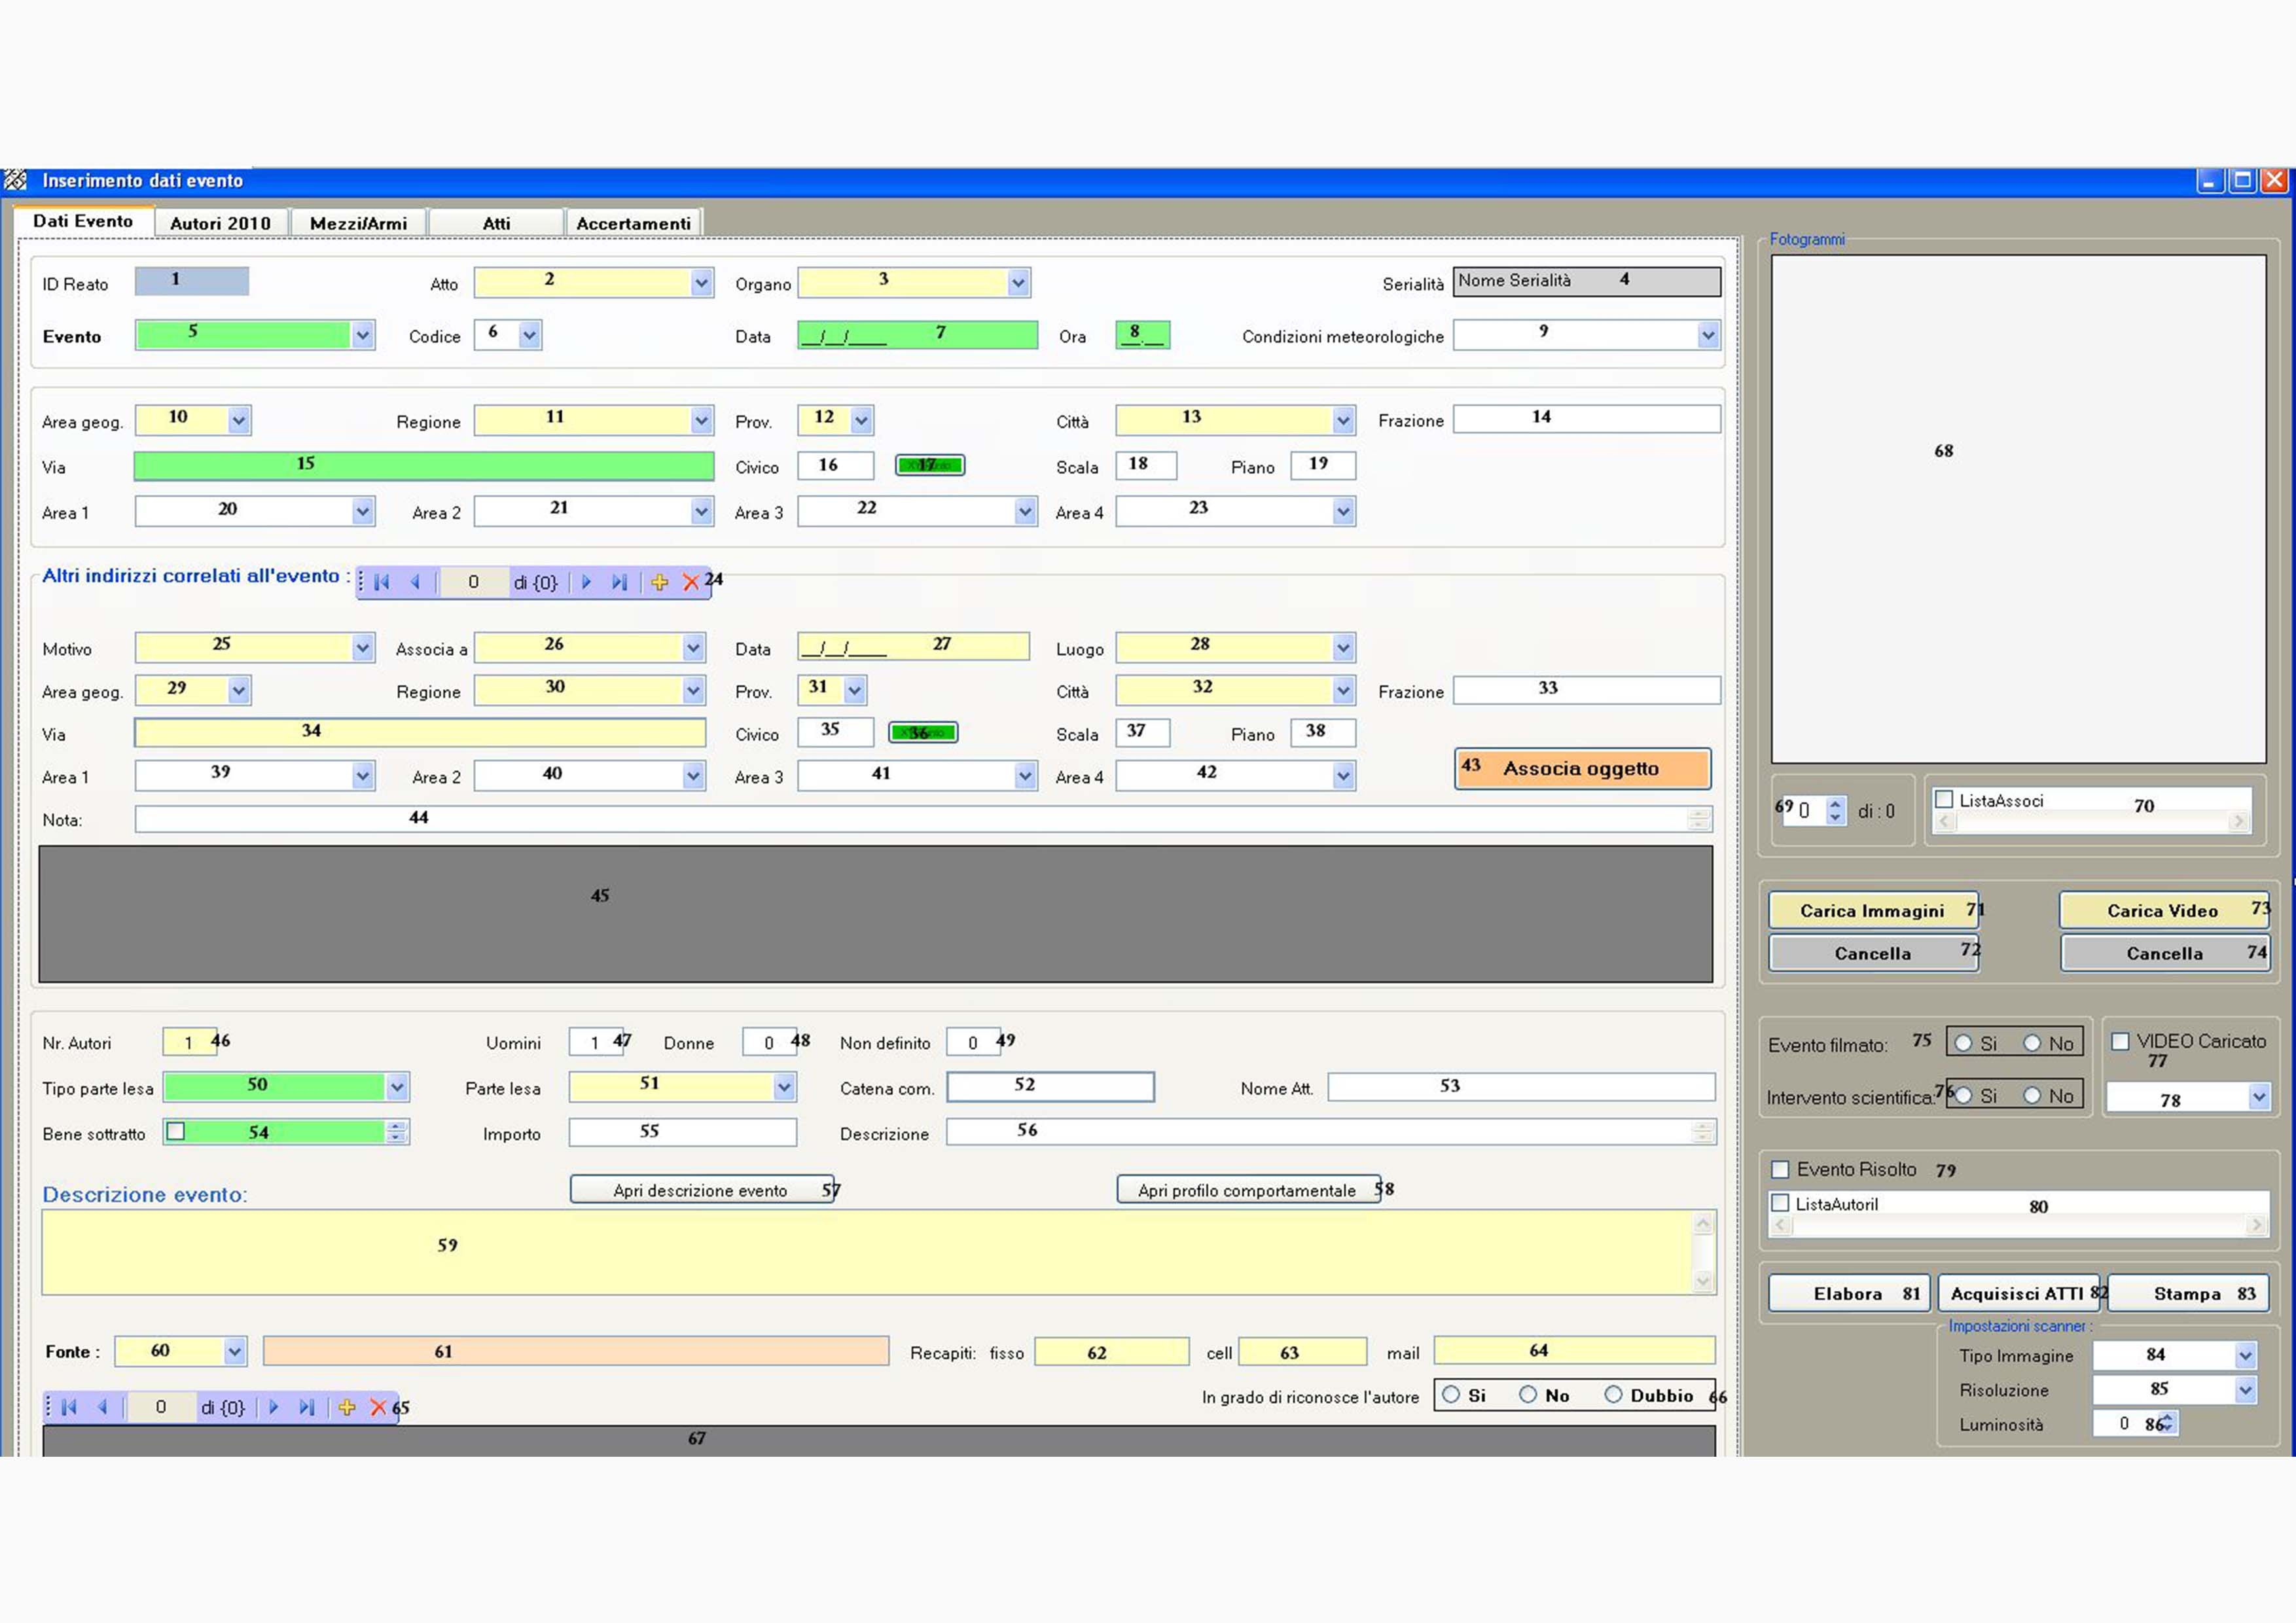 Inserimento dati evento
Dati Evento Autori 2010 Mezzi/Armi Atti Accertamenti
ID Reato 1 Atto 2 Organo 3 Serialità Nome Serialità 4
Evento 5 Codice 6 Data __/__/____ 7 Ora 8 __.__ Condizioni meteorologiche 9
Area geog. 10 Regione 11 Prov. 12 Città 13 Frazione 14
Via 15 Civico 16 17 Scala 18 Piano 19
Area 1 20 Area 2 21 Area 3 22 Area 4 23
Altri indirizzi correlati all'evento : 0 di {0} 24
Motivo 25 Associa a 26 Data __/__/____ 27 Luogo 28
Area geog. 29 Regione 30 Prov. 31 Città 32 Frazione 33
Via 34 Civico 35 36 Scala 37 Piano 38
Area 1 39 Area 2 40 Area 3 41 Area 4 42 43 Associa oggetto
Nota: 44
45
Nr. Autori 1 46 Uomini 1 47 Donne 0 48 Non definito 0 49
Tipo parte lesa 50 Parte lesa 51 Catena com. 52 Nome Att. 53
Bene sottratto 54 Importo 55 Descrizione 56
Descrizione evento: Apri descrizione evento 57 Apri profilo comportamentale 58
59
Fonte : 60 61 Recapiti: fisso 62 cell 63 mail 64
0 di {0} 65 In grado di riconosce l'autore Si No Dubbio 66
67
Fotogrammi
68
69 0 di : 0 ListaAssoci 70
Carica Immagini 71 Carica Video 73
Cancella 72 Cancella 74
Evento filmato: 75 Si No VIDEO Caricato
77
Intervento scientifica: 76 Si No 78
Evento Risolto 79
ListaAutoriI 80
Elabora 81 Acquisisci ATTI 82 Stampa 83
Impostazioni scanner :
Tipo Immagine 84
Risoluzione 85
Luminosità 0 86